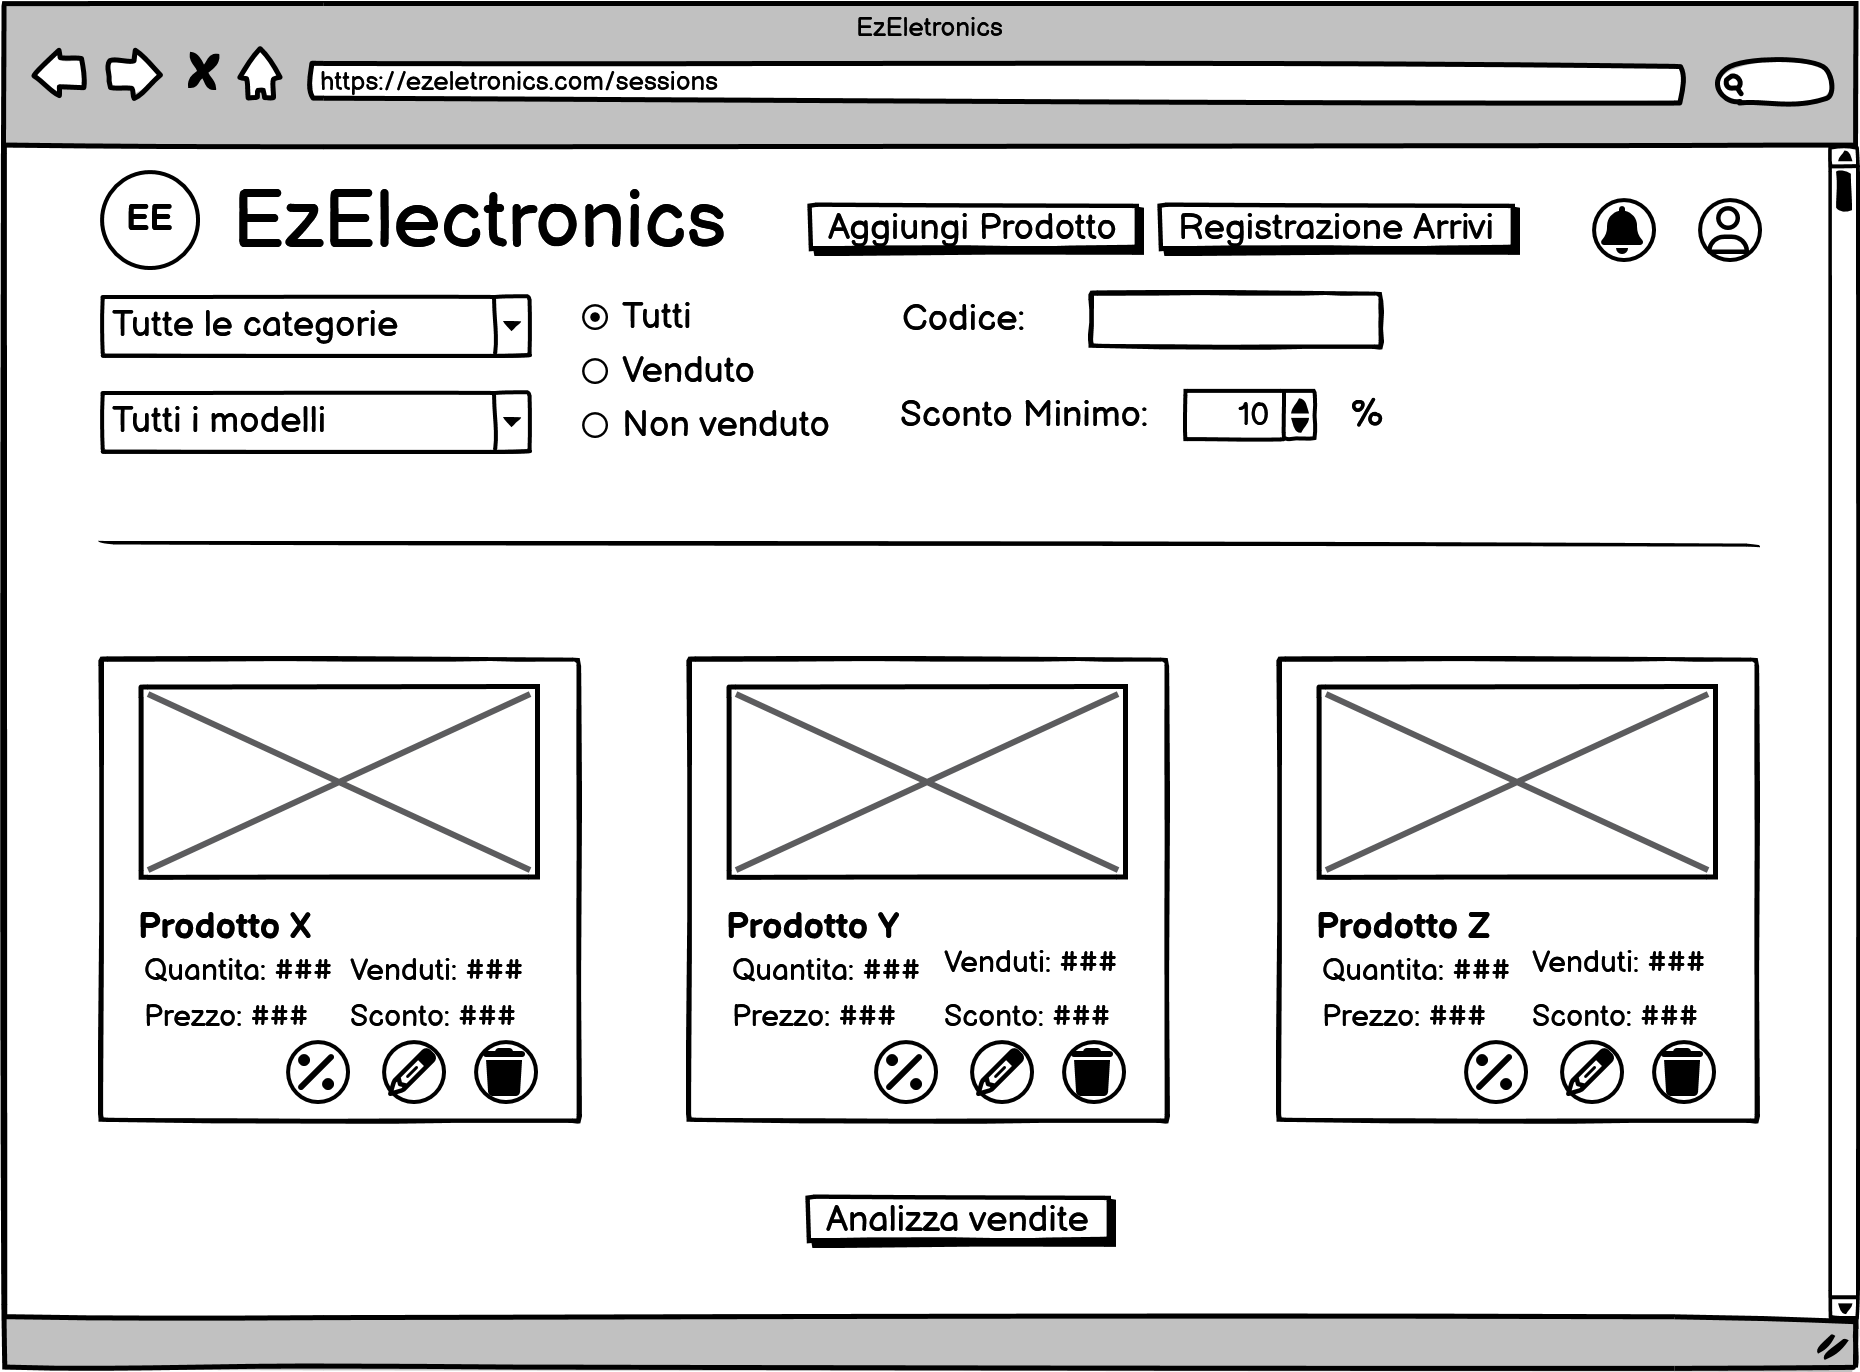 EzEletronics
https://ezeletronics.com/sessions
EE
EzElectronics
Aggiungi Prodotto
Registrazione Arrivi
Tutte le categorie
Tutti i modelli
Tutti
Venduto
Non venduto
Codice:
Sconto Minimo: 10 %
Prodotto X
Quantita: ### Venduti: ###
Prezzo: ### Sconto: ###
Prodotto Y
Quantita: ### Venduti: ###
Prezzo: ### Sconto: ###
Prodotto Z
Quantita: ### Venduti: ###
Prezzo: ### Sconto: ###
Analizza vendite